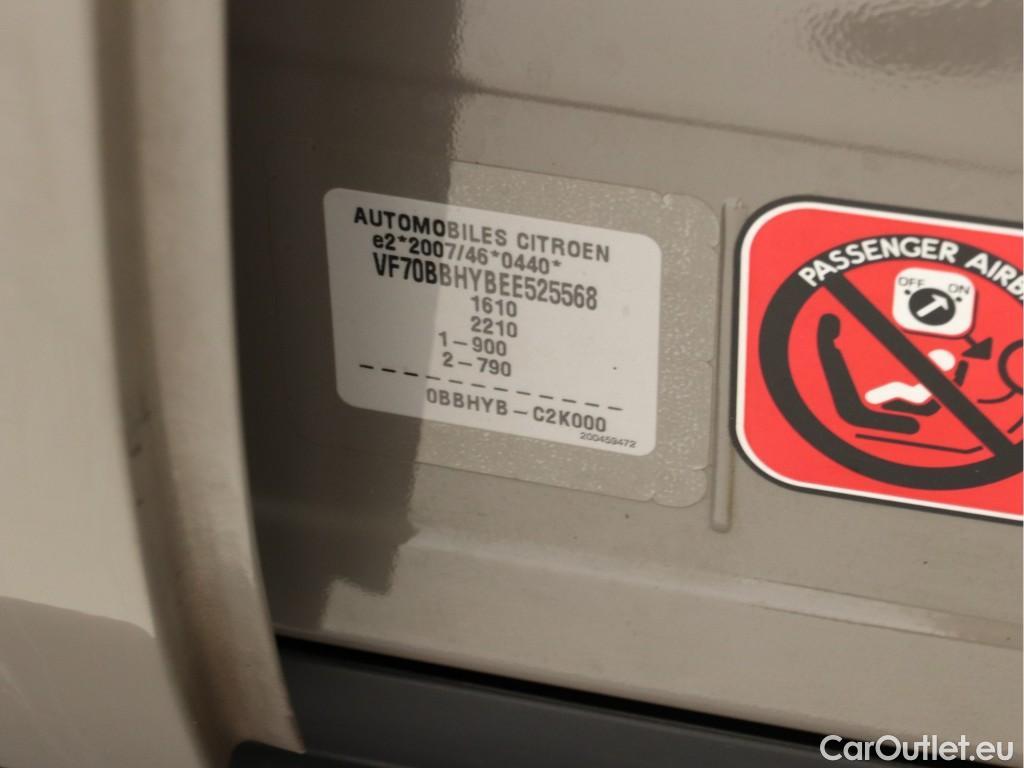 AUTOMOBILES CITROEN
e2*2007/46*0440*
VF70BBHYBEE525568
1610
2210
1-900
2-790
0BBHYB-C2K000
200459472
PASSENGER AIRB
OFF ON
CarOutlet.eu